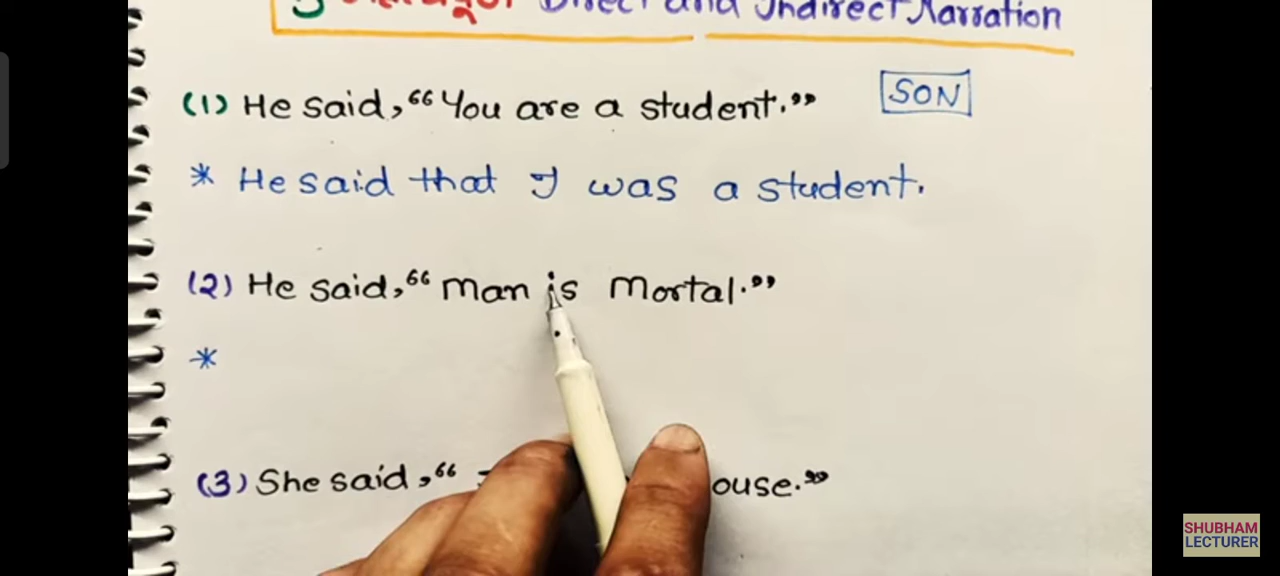 Direct and Indirect Narration
(1) He said, “You are a student.” SON
* He said that I was a student.
(2) He said, “Man is Mortal.”
*
(3) She said, “ ouse.”
SHUBHAM
LECTURER